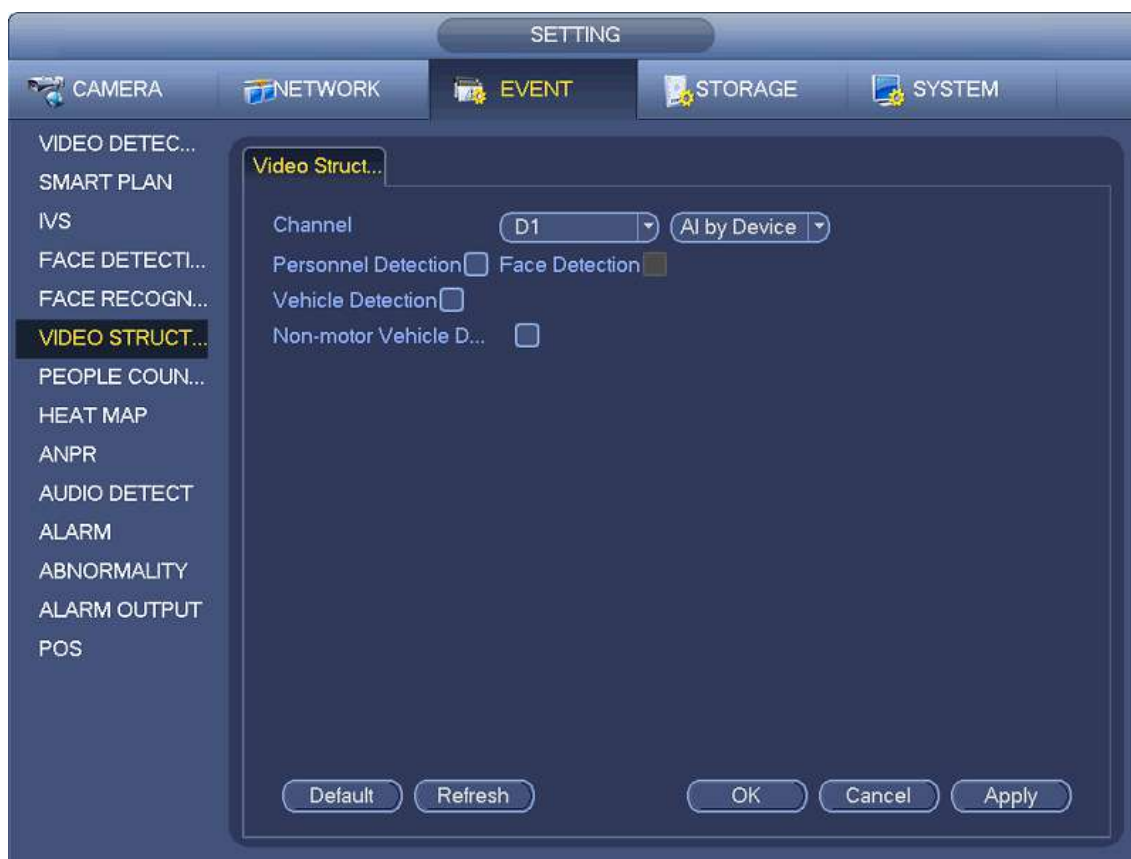 SETTING
CAMERA NETWORK EVENT STORAGE SYSTEM
VIDEO DETEC...
SMART PLAN
IVS
FACE DETECTI...
FACE RECOGN...
VIDEO STRUCT...
PEOPLE COUN...
HEAT MAP
ANPR
AUDIO DETECT
ALARM
ABNORMALITY
ALARM OUTPUT
POS
Video Struct...
Channel D1 AI by Device
Personnel Detection Face Detection
Vehicle Detection
Non-motor Vehicle D...
Default Refresh OK Cancel Apply